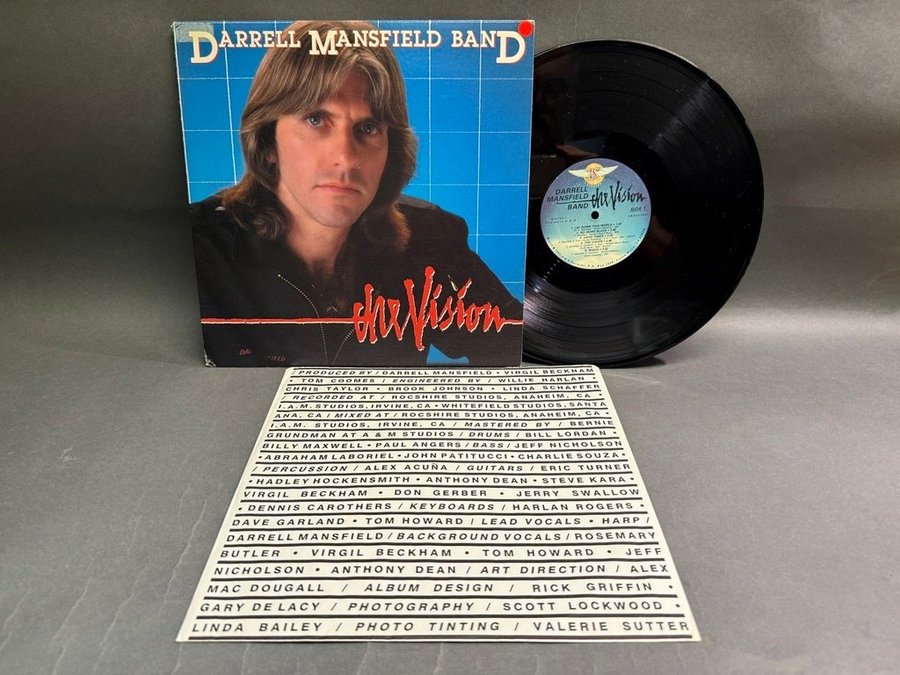 DARRELL MANSFIELD BAND
the Vision
DARRELL
MANSFIELD
BAND
the Vision
SIDE 1
PRODUCED BY / DARRELL MANSFIELD • VIRGIL BECKHAM
• TOM COOMES / ENGINEERED BY / WILLIE HARLAN •
CHRIS TAYLOR • BROOK JOHNSON • LINDA SCHAFFER
• RECORDED AT / ROCSHIRE STUDIOS, ANAHEIM, CA •
I.A.M. STUDIOS, IRVINE, CA • WHITEFIELD STUDIOS, SANTA
ANA, CA / MIXED AT / ROCSHIRE STUDIOS, ANAHEIM, CA •
I.A.M. STUDIOS, IRVINE, CA / MASTERED BY / BERNIE
GRUNDMAN AT A & M STUDIOS / DRUMS / BILL LORDAN •
BILLY MAXWELL • PAUL ANGERS / BASS / JEFF NICHOLSON
• ABRAHAM LABORIEL • JOHN PATITUCCI • CHARLIE SOUZA
/ PERCUSSION / ALEX ACUÑA / GUITARS / ERIC TURNER
• HADLEY HOCKENSMITH • ANTHONY DEAN • STEVE KARA •
VIRGIL BECKHAM • DON GERBER • JERRY SWALLOW
• DENNIS CAROTHERS / KEYBOARDS / HARLAN ROGERS •
DAVE GARLAND • TOM HOWARD / LEAD VOCALS • HARP /
DARRELL MANSFIELD / BACKGROUND VOCALS / ROSEMARY
BUTLER • VIRGIL BECKHAM • TOM HOWARD • JEFF
NICHOLSON • ANTHONY DEAN / ART DIRECTION / ALEX
MAC DOUGALL / ALBUM DESIGN / RICK GRIFFIN •
GARY DE LACY / PHOTOGRAPHY / SCOTT LOCKWOOD •
LINDA BAILEY / PHOTO TINTING / VALERIE SUTTER